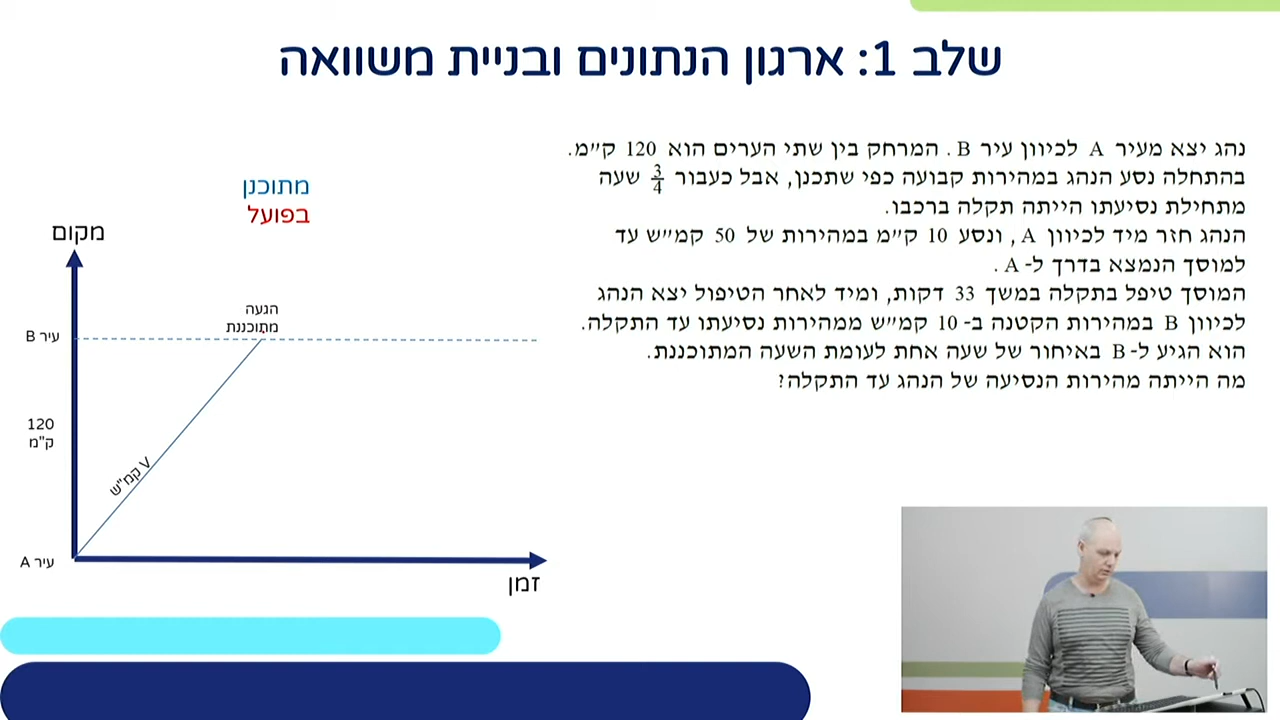 שלב 1: ארגון הנתונים ובניית משוואה
נהג יצא מעיר A לכיוון עיר B. המרחק בין שתי הערים הוא 120 ק"מ.
בהתחלה נסע הנהג במהירות קבועה כפי שתכנן, אבל כעבור 3/4 שעה
מתחילת נסיעתו הייתה תקלה ברכבו.
הנהג חזר מיד לכיוון A, ונסע 10 ק"מ במהירות של 50 קמ"ש עד
למוסך הנמצא בדרך ל-A.
המוסך טיפל בתקלה במשך 33 דקות, ומיד לאחר הטיפול יצא הנהג
לכיוון B במהירות הקטנה ב-10 קמ"ש ממהירות נסיעתו עד התקלה.
הוא הגיע ל-B באיחור של שעה אחת לעומת השעה המתוכננת.
מה הייתה מהירות הנסיעה של הנהג עד התקלה?
מתוכנן
בפועל
מקום
הגעה
מתוכננת
עיר B
120
ק"מ
V קמ"ש
עיר A
זמן